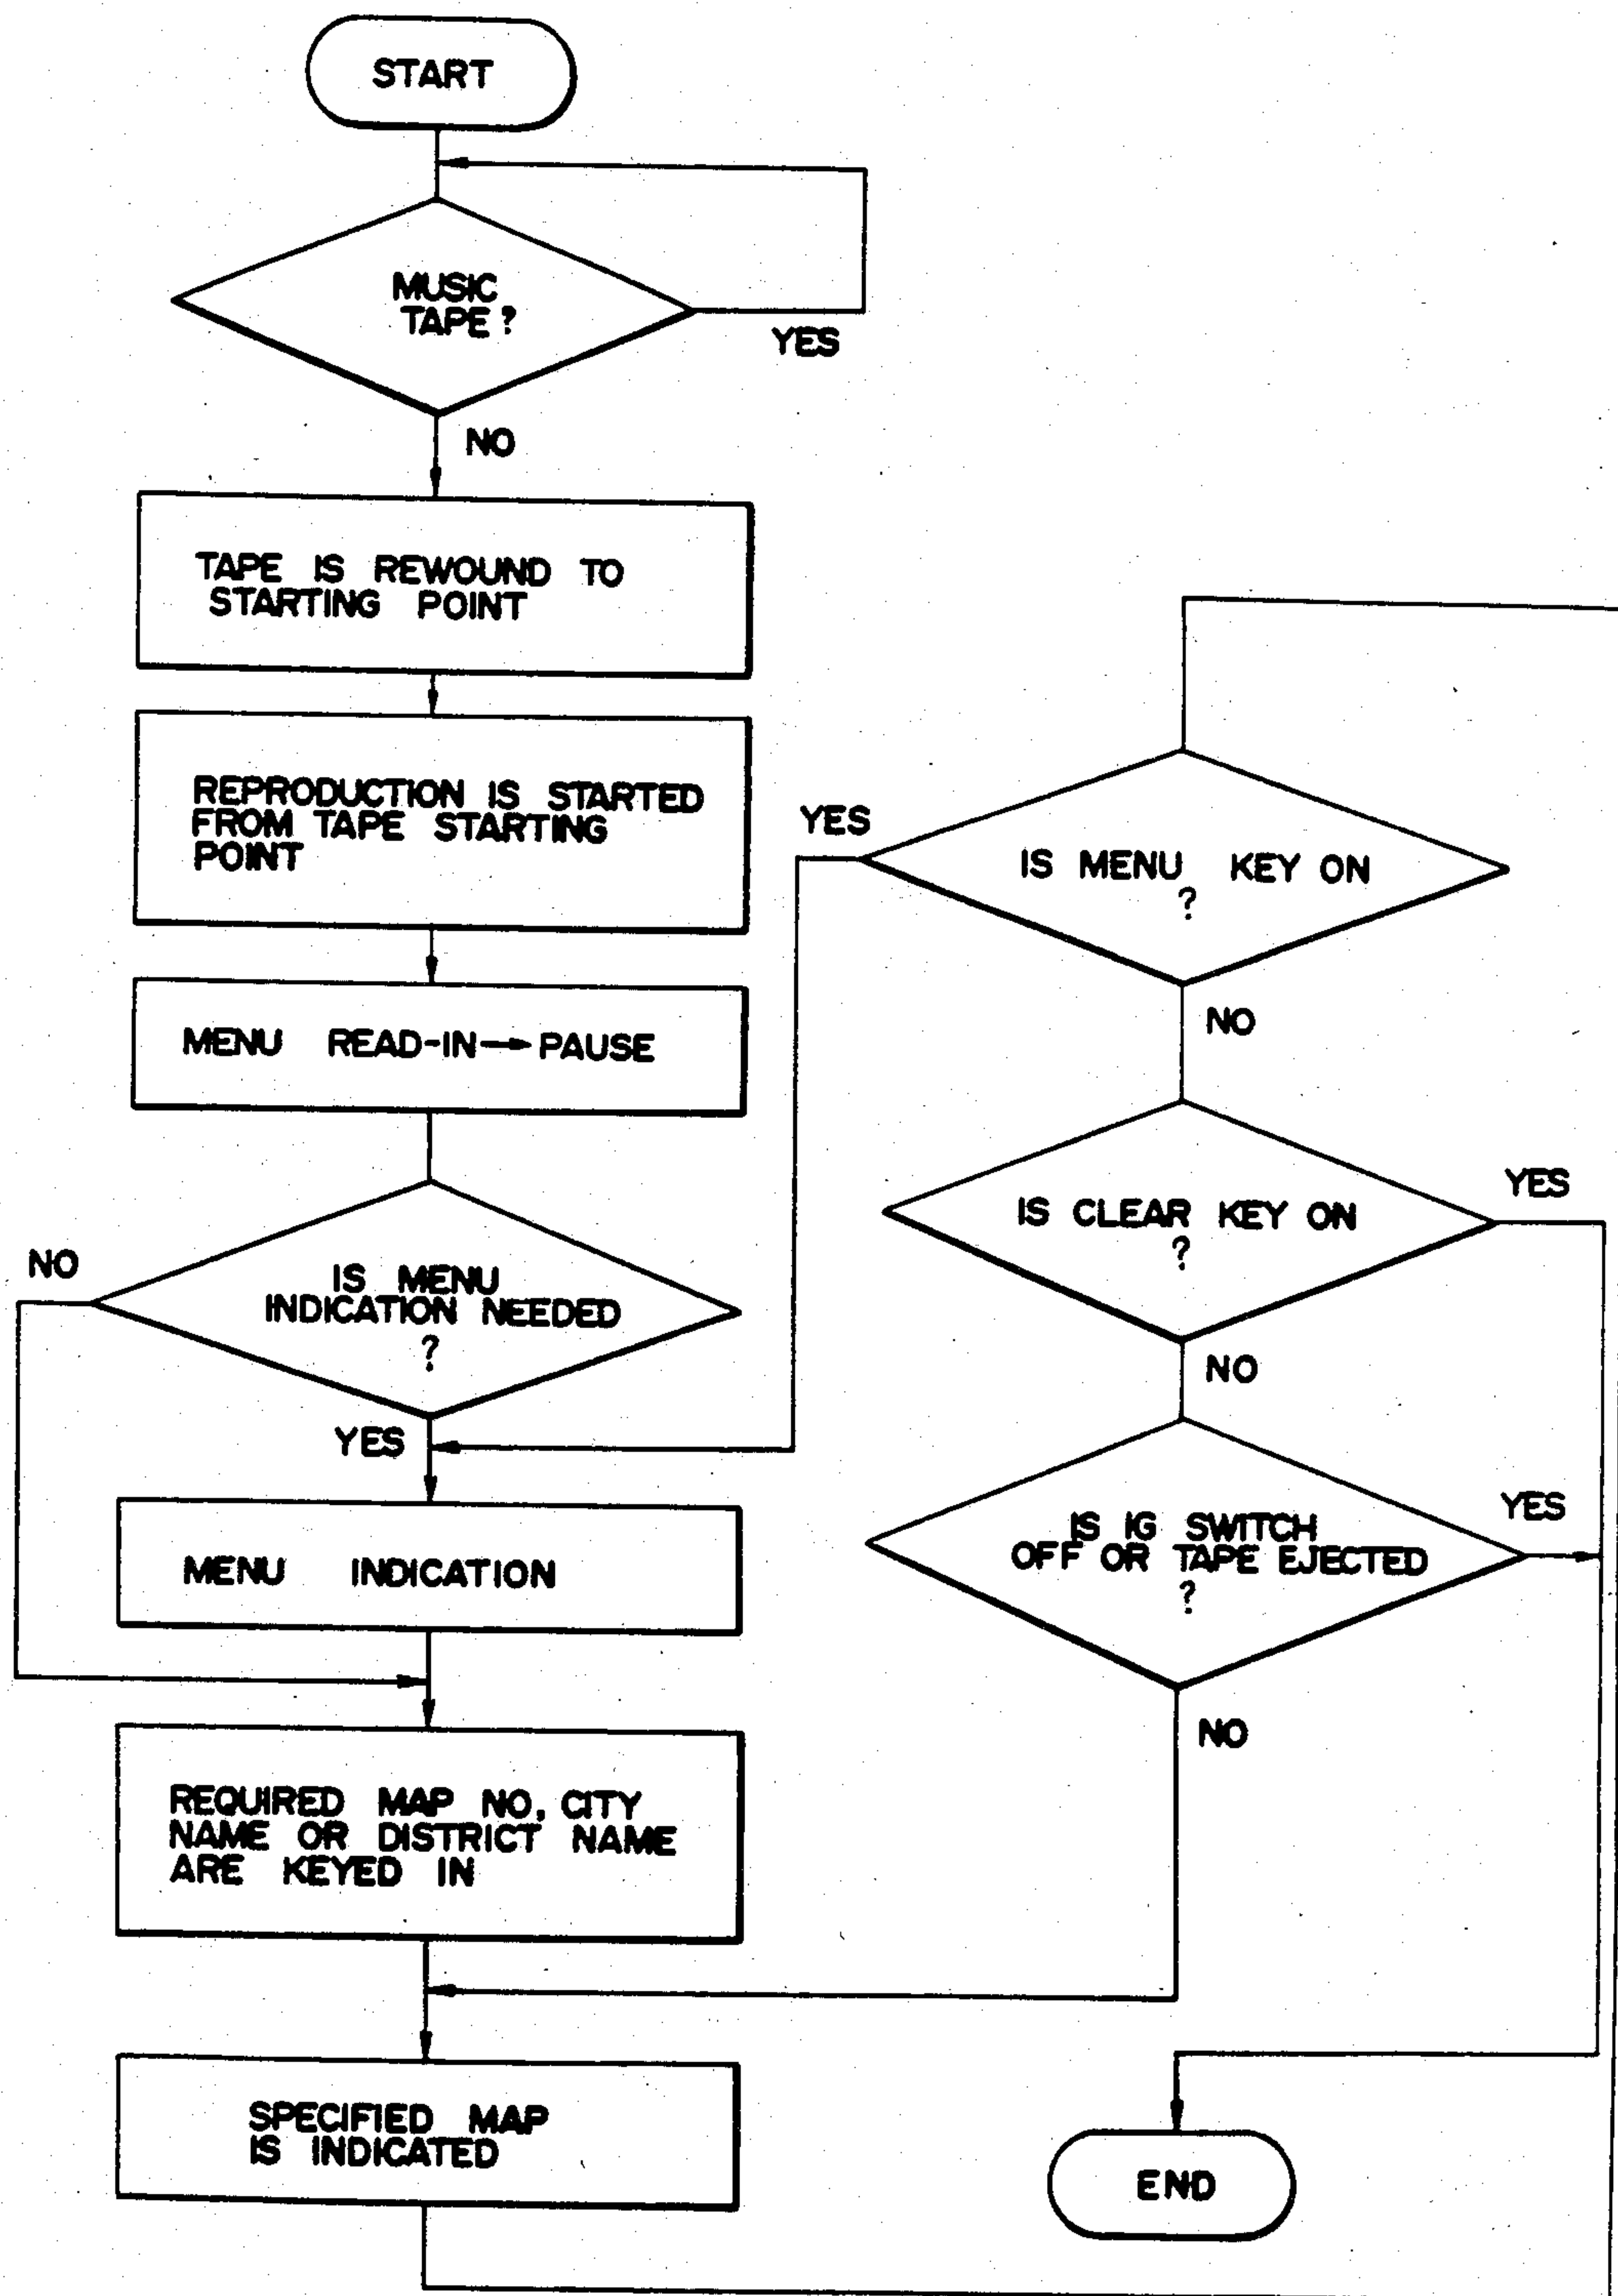 START
MUSIC
TAPE?
YES
NO
TAPE IS REWOUND TO
STARTING POINT
REPRODUCTION IS STARTED
FROM TAPE STARTING
POINT
MENU READ-IN→PAUSE
NO
IS MENU
INDICATION NEEDED
?
YES
MENU INDICATION
REQUIRED MAP NO, CITY
NAME OR DISTRICT NAME
ARE KEYED IN
SPECIFIED MAP
IS INDICATED
YES
IS MENU KEY ON
?
NO
IS CLEAR KEY ON
?
YES
NO
IS IG SWITCH
OFF OR TAPE EJECTED
?
YES
NO
END